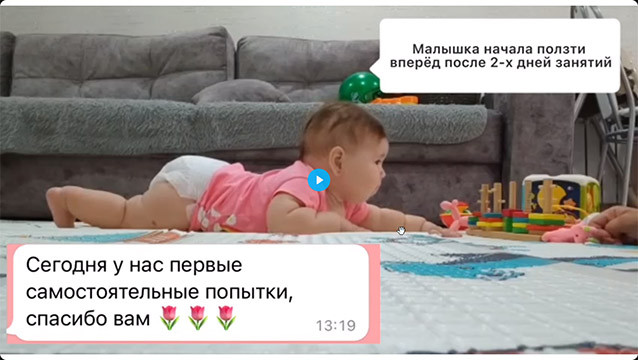 Малышка начала ползти
вперёд после 2-х дней занятий
Сегодня у нас первые
самостоятельные попытки,
спасибо вам 🌷🌷🌷
13:19